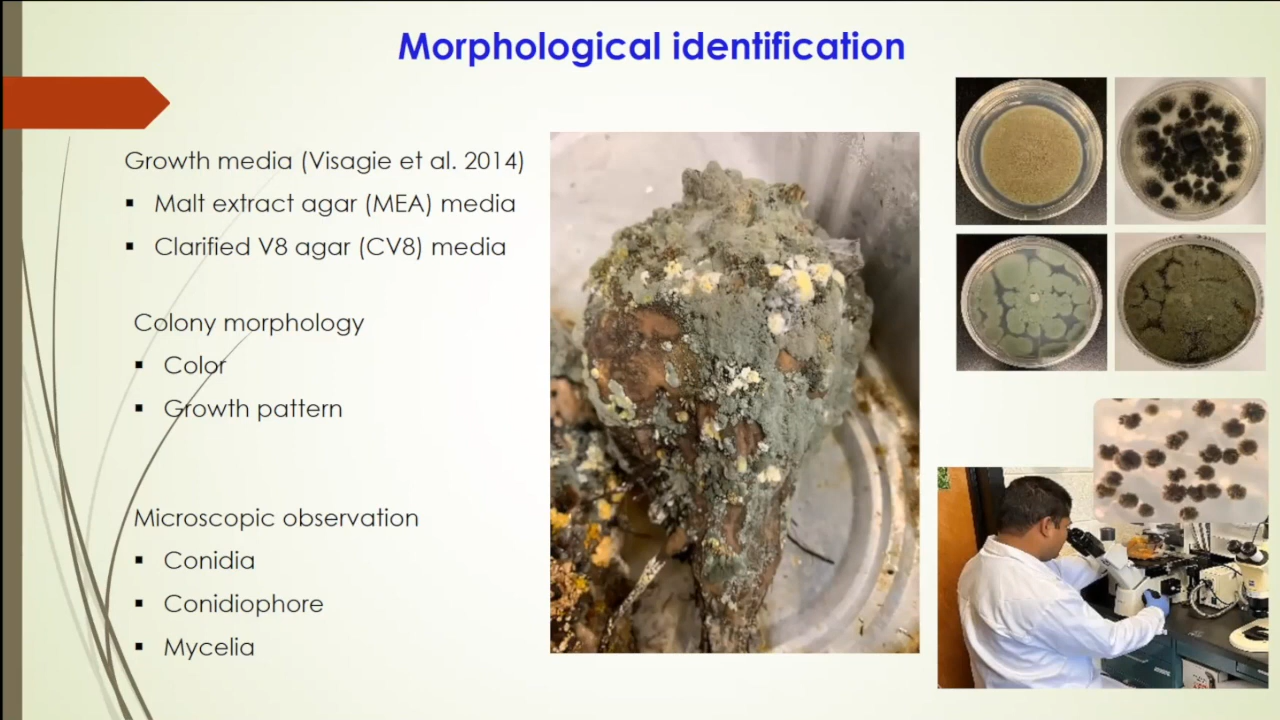 Morphological identification
Growth media (Visagie et al. 2014)
▪ Malt extract agar (MEA) media
▪ Clarified V8 agar (CV8) media
Colony morphology
▪ Color
▪ Growth pattern
Microscopic observation
▪ Conidia
▪ Conidiophore
▪ Mycelia